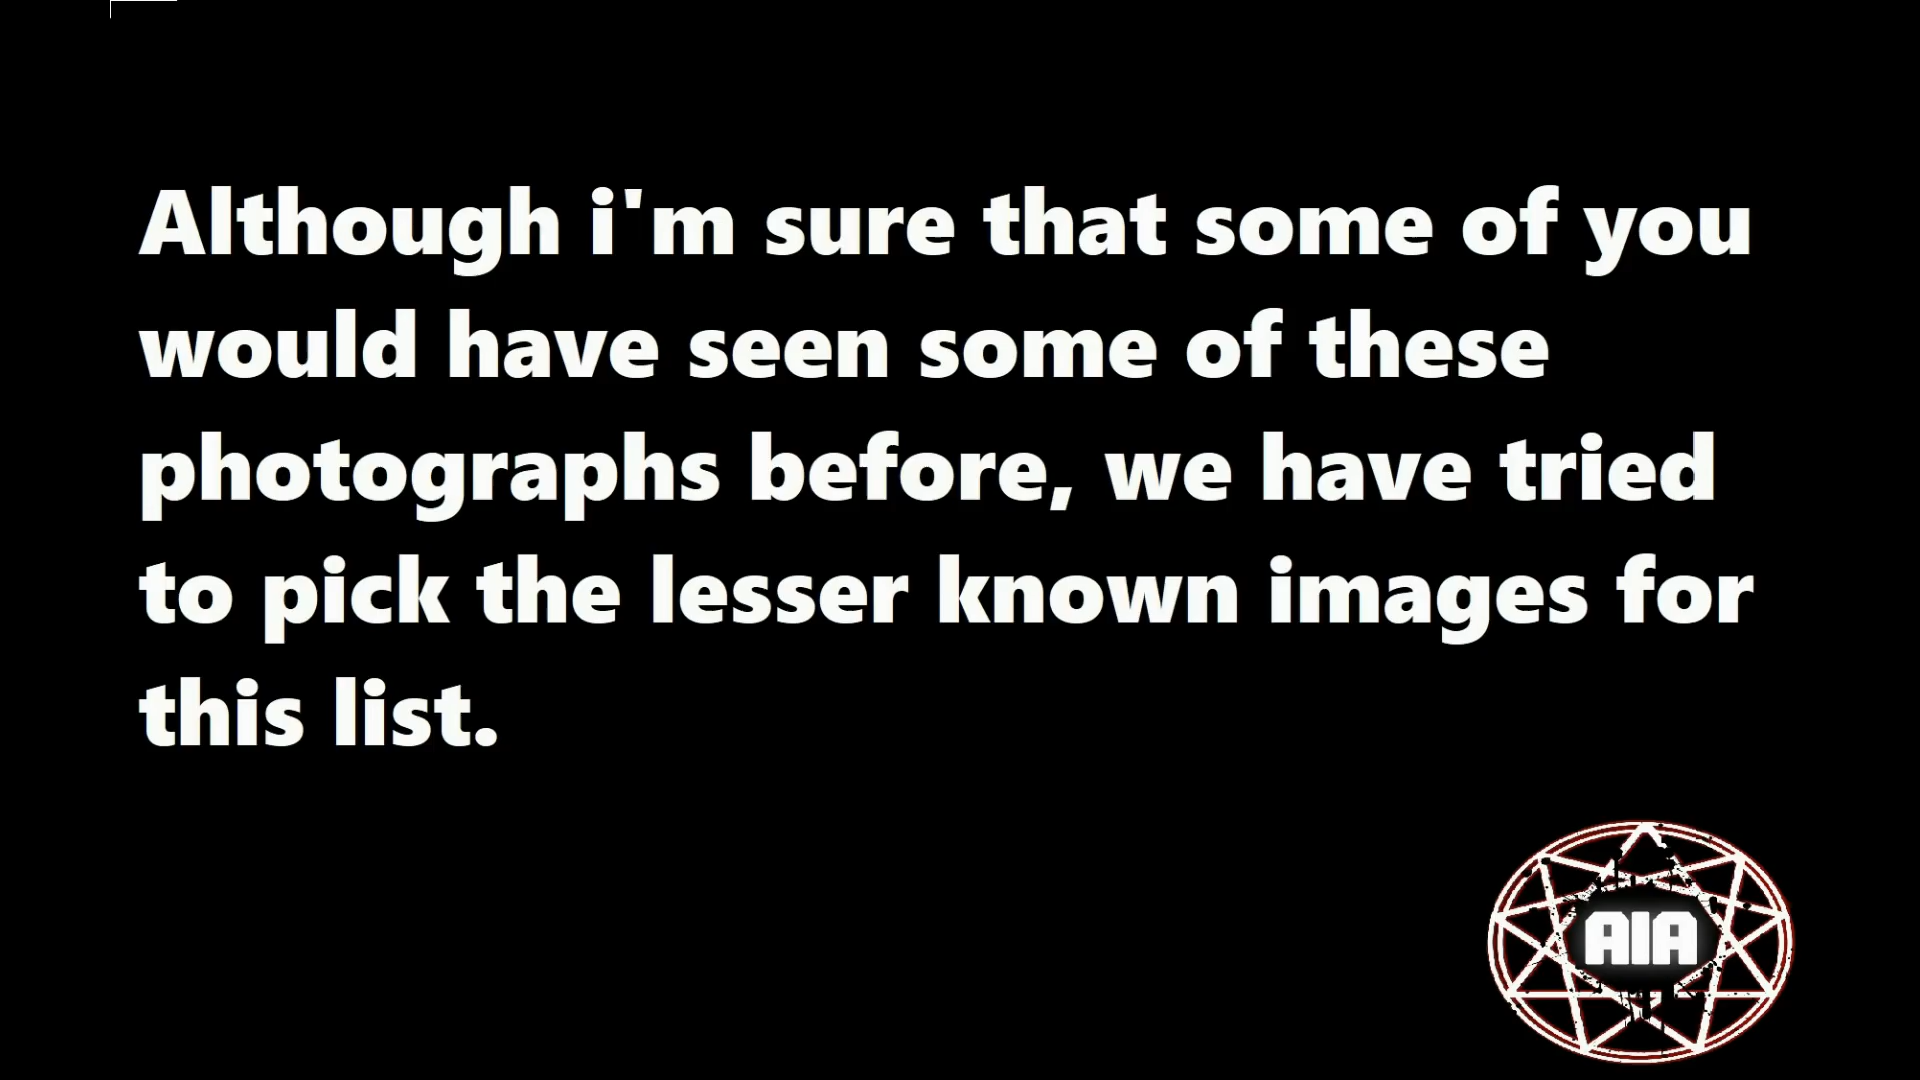 Although i'm sure that some of you
would have seen some of these
photographs before, we have tried
to pick the lesser known images for
this list.
AIA